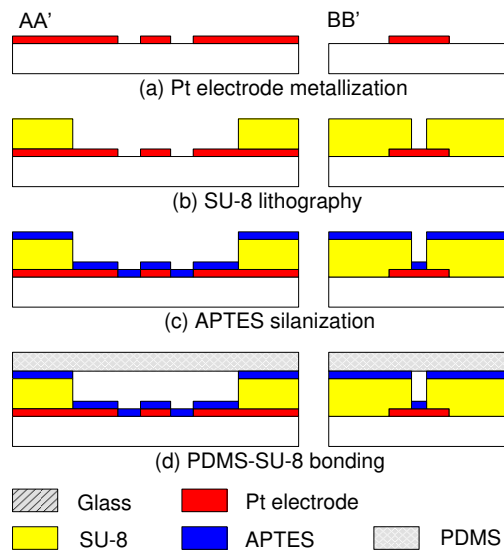 AA’ BB’
(a) Pt electrode metallization
(b) SU-8 lithography
(c) APTES silanization
(d) PDMS-SU-8 bonding
Glass Pt electrode
SU-8 APTES PDMS